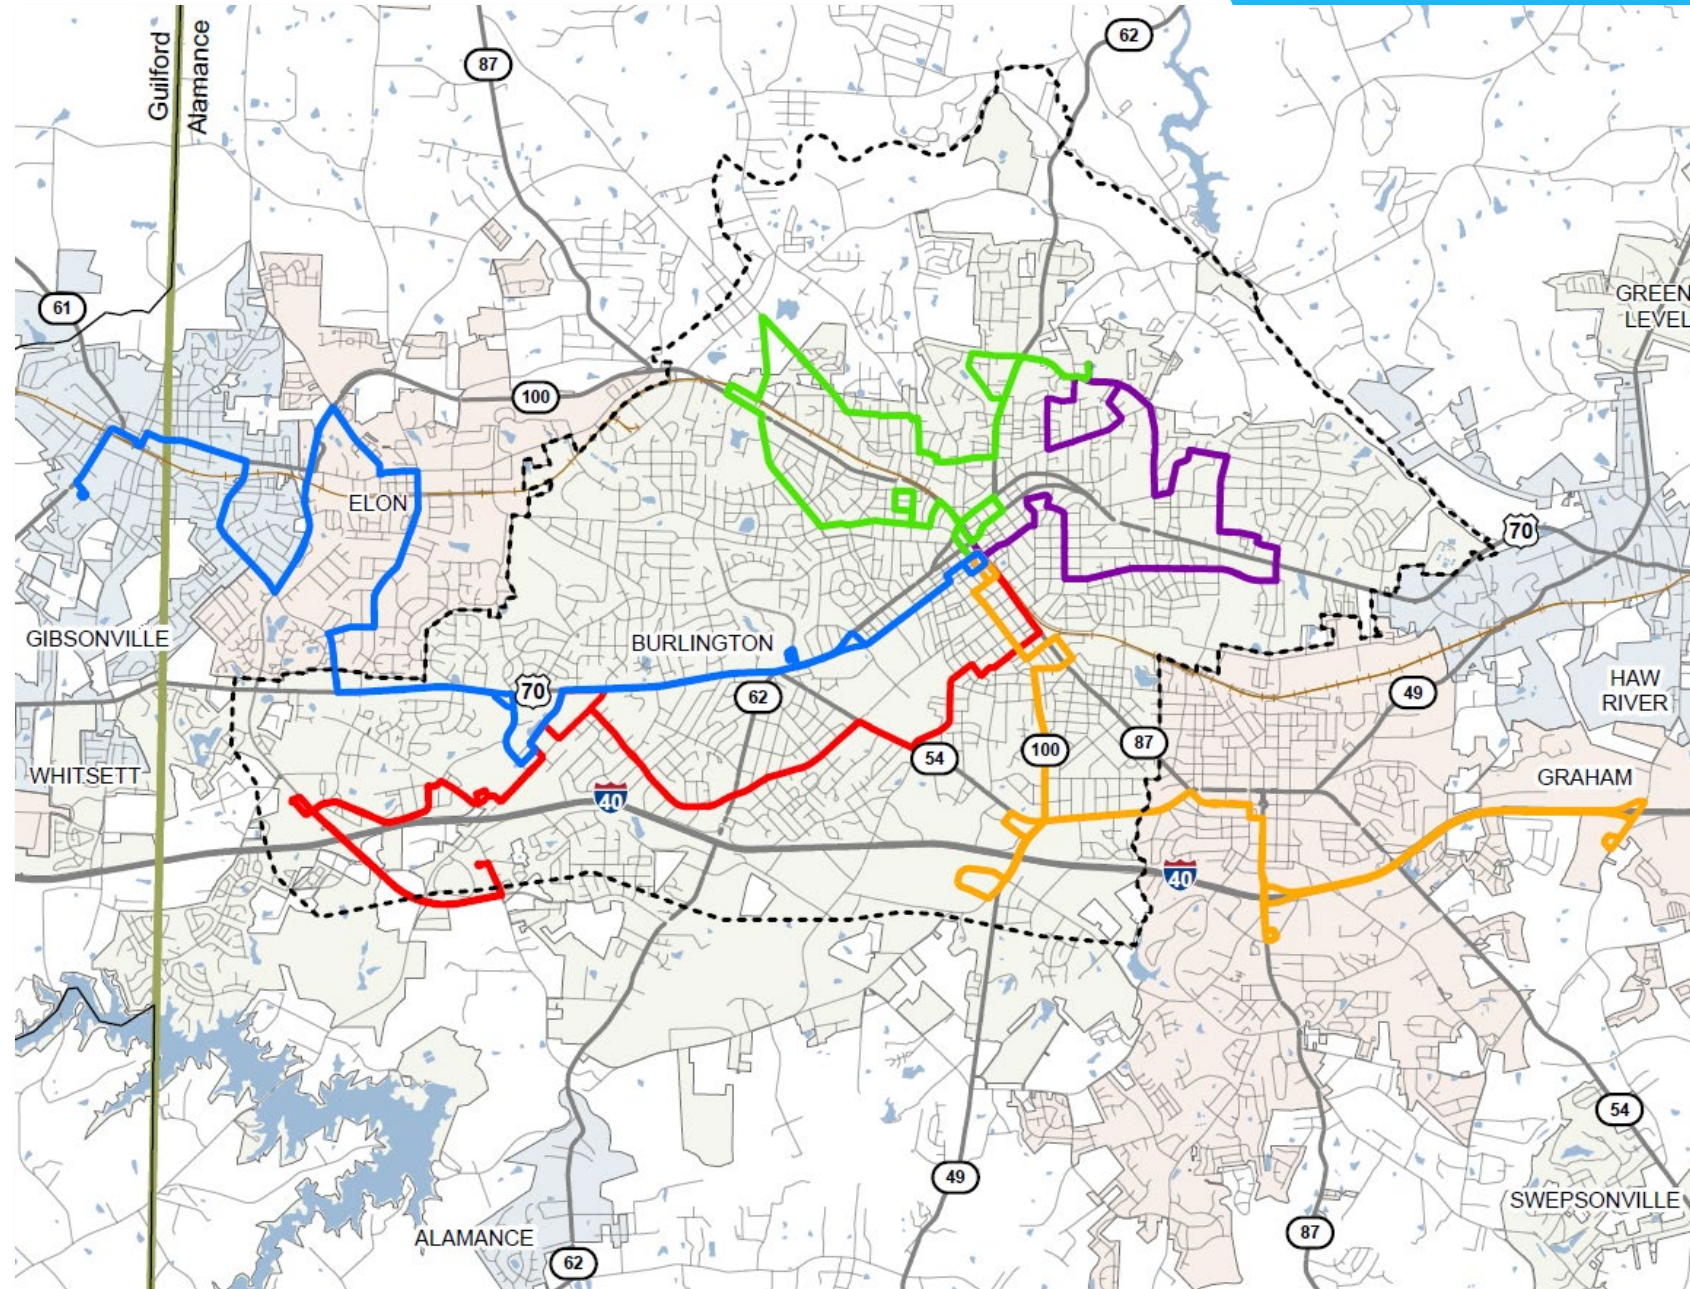 Guilford
Alamance
62
87
61
GREEN
LEVEL
100
ELON
70
GIBSONVILLE
BURLINGTON
70
62
HAW
RIVER
49
WHITSETT
54
100
87
GRAHAM
40
40
54
49
SWEPSONVILLE
ALAMANCE
87
62